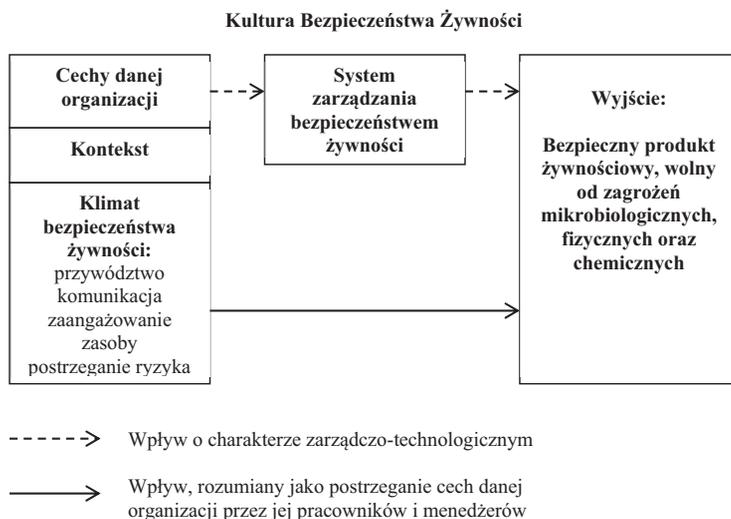 Kultura Bezpieczeństwa Żywności
Cechy danej
organizacji
Kontekst
Klimat
bezpieczeństwa
żywności:
przywództwo
komunikacja
zaangażowanie
zasoby
postrzeganie ryzyka
System
zarządzania
bezpieczeństwem
żywności
Wyjście:
Bezpieczny produkt
żywnościowy, wolny
od zagrożeń
mikrobiologicznych,
fizycznych oraz
chemicznych
Wpływ o charakterze zarządczo-technologicznym
Wpływ, rozumiany jako postrzeganie cech danej
organizacji przez jej pracowników i menedżerów